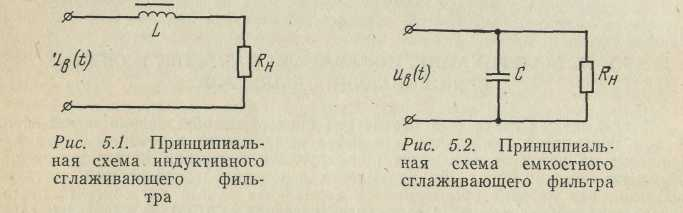 L
u_в(t)
R_н
Рис. 5.1. Принципиаль-
ная схема индуктивного
сглаживающего филь-
тра
u_в(t)
C
R_н
Рис. 5.2. Принципиаль-
ная схема емкостного
сглаживающего фильтра